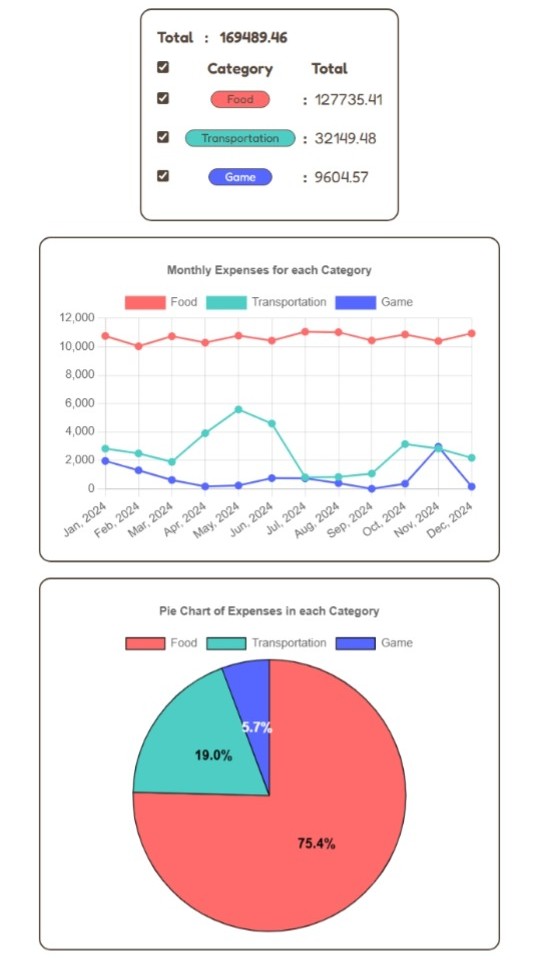 Total : 169489.46
Category Total
Food : 127735.41
Transportation : 32149.48
Game : 9604.57
Monthly Expenses for each Category
Food Transportation Game
12,000
10,000
8,000
6,000
4,000
2,000
0
Jan, 2024 Feb, 2024 Mar, 2024 Apr, 2024 May, 2024 Jun, 2024 Jul, 2024 Aug, 2024 Sep, 2024 Oct, 2024 Nov, 2024 Dec, 2024
Pie Chart of Expenses in each Category
Food Transportation Game
5.7%
19.0%
75.4%